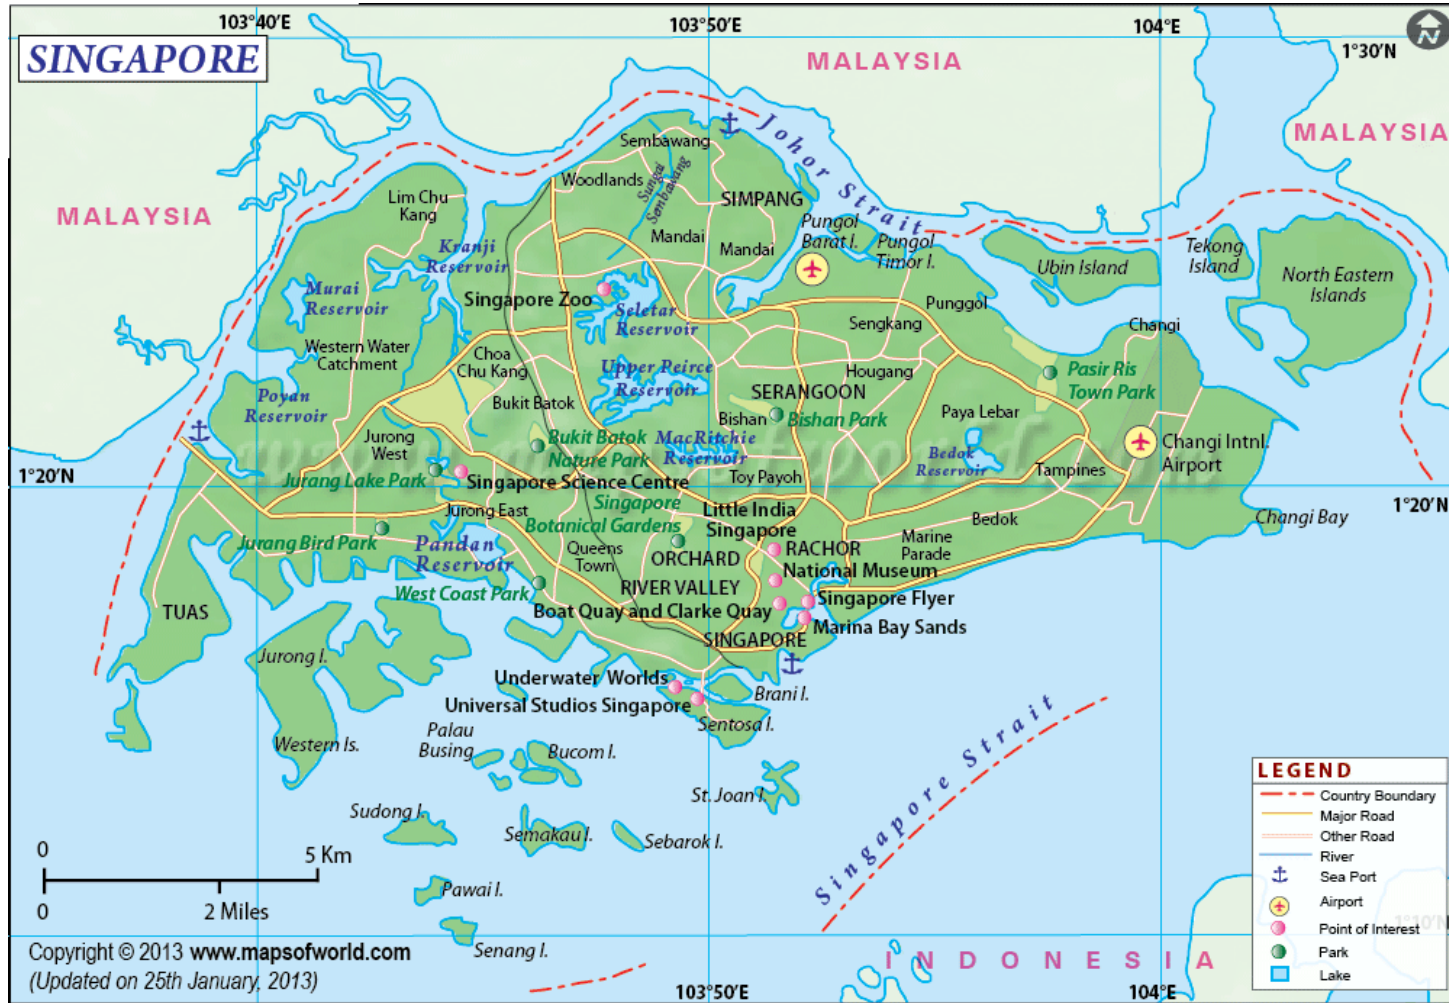 103°40'E
103°50'E
104°E
N
SINGAPORE
MALAYSIA
1°30'N
MALAYSIA
MALAYSIA
Johor Strait
Sembawang
Woodlands
Sungai
Sembawang
SIMPANG
Lim Chu
Kang
Mandai
Mandai
Pungol
Barat I.
Pungol
Timor I.
Ubin Island
Tekong
Island
North Eastern
Islands
Kranji
Reservoir
Murai
Reservoir
Singapore Zoo
Seletar
Reservoir
Punggol
Sengkang
Changi
Western Water
Catchment
Choa
Chu Kang
Upper Peirce
Reservoir
Hougang
Pasir Ris
Town Park
Poyan
Reservoir
Bukit Batok
SERANGOON
Bishan
Bishan Park
Paya Lebar
Jurong
West
Bukit Batok
Nature Park
MacRitchie
Reservoir
Bedok
Reservoir
Changi Intnl.
Airport
1°20'N
Jurang Lake Park
Singapore Science Centre
Toy Payoh
Tampines
1°20'N
Jurong East
Singapore
Botanical Gardens
Little India
Singapore
Bedok
Changi Bay
Jurang Bird Park
Pandan
Reservoir
Queens
Town
ORCHARD
RACHOR
Marine
Parade
National Museum
West Coast Park
RIVER VALLEY
TUAS
Boat Quay and Clarke Quay
Singapore Flyer
Marina Bay Sands
SINGAPORE
Jurong I.
Underwater Worlds
Universal Studios Singapore
Brani I.
Sentosa I.
Western Is.
Palau
Busing
Bucom I.
St. Joan I.
Singapore Strait
Sudong I.
Semakau I.
Sebarok I.
Pawai I.
Senang I.
0
5 Km
0
2 Miles
LEGEND
Country Boundary
Major Road
Other Road
River
Sea Port
Airport
Point of Interest
Park
Lake
1°10'N
INDONESIA
Copyright © 2013 www.mapsofworld.com
(Updated on 25th January, 2013)
103°50'E
104°E